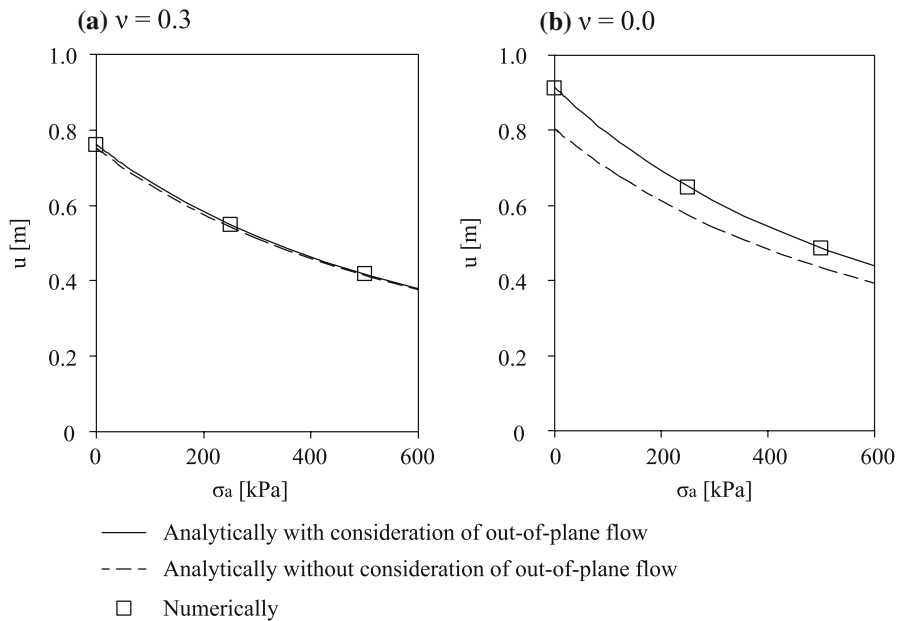 (a) ν = 0.3
1.0
0.8
0.6
0.4
0.2
0
u [m]
0 200 400 600
σa [kPa]
(b) ν = 0.0
1.0
0.8
0.6
0.4
0.2
0
u [m]
0 200 400 600
σa [kPa]
Analytically with consideration of out-of-plane flow
Analytically without consideration of out-of-plane flow
Numerically